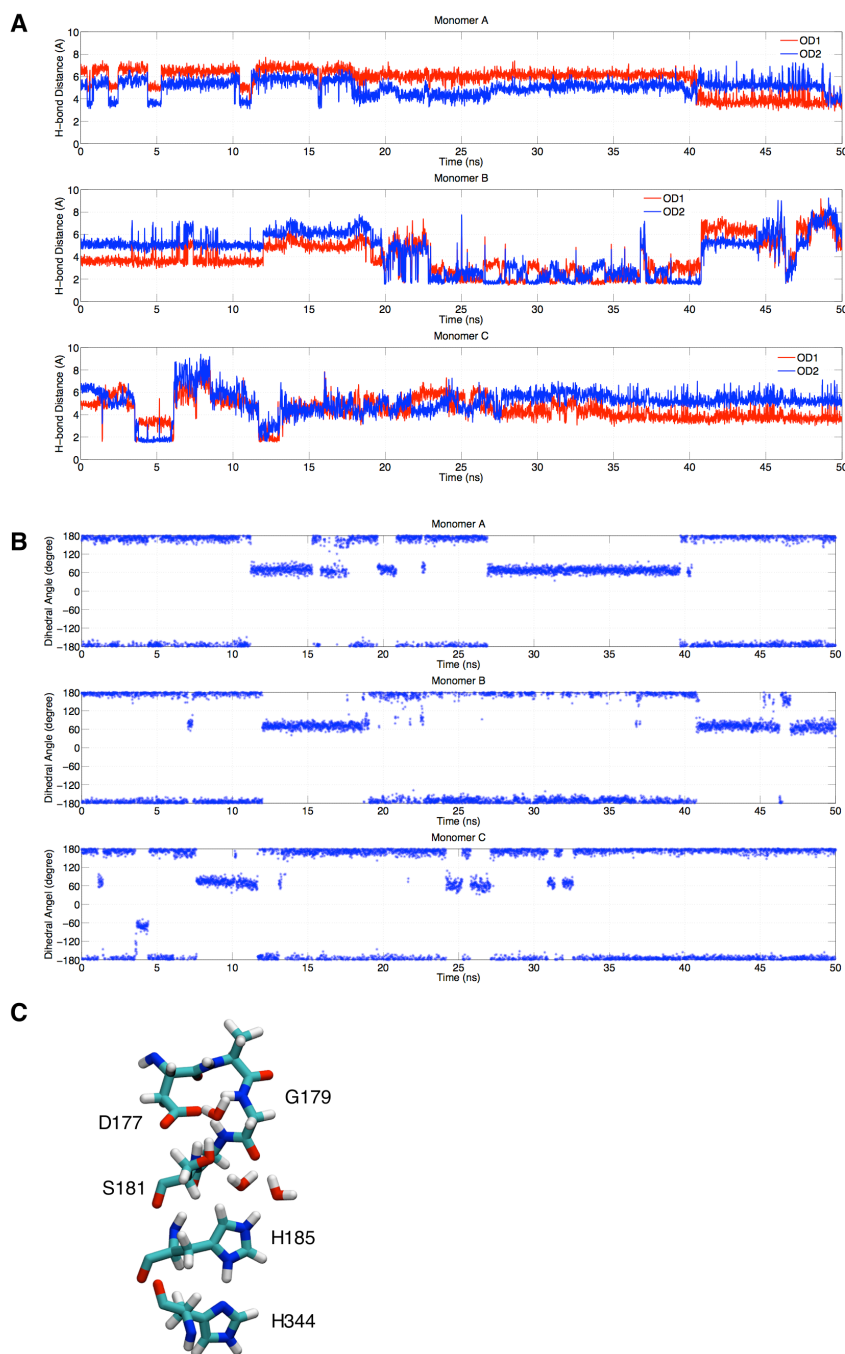 A
Monomer A
H−bond Distance (A)
10
8
6
4
2
0
OD1
OD2
0 5 10 15 20 25 30 35 40 45 50
Time (ns)
Monomer B
H−bond Distance (A)
10
8
6
4
2
0
OD1
OD2
0 5 10 15 20 25 30 35 40 45 50
Time (ns)
Monomer C
H−bond Distance (A)
10
8
6
4
2
0
OD1
OD2
0 5 10 15 20 25 30 35 40 45 50
Time (ns)
B
Monomer A
Dihedral Angle (degree)
180
120
60
0
−60
−120
−180
0 5 10 15 20 25 30 35 40 45 50
Time (ns)
Monomer B
Dihedral Angle (degree)
180
120
60
0
−60
−120
−180
0 5 10 15 20 25 30 35 40 45 50
Time (ns)
Monomer C
Dihedral Angel (degree)
180
120
60
0
−60
−120
−180
0 5 10 15 20 25 30 35 40 45 50
Time (ns)
C
G179
D177
S181
H185
H344